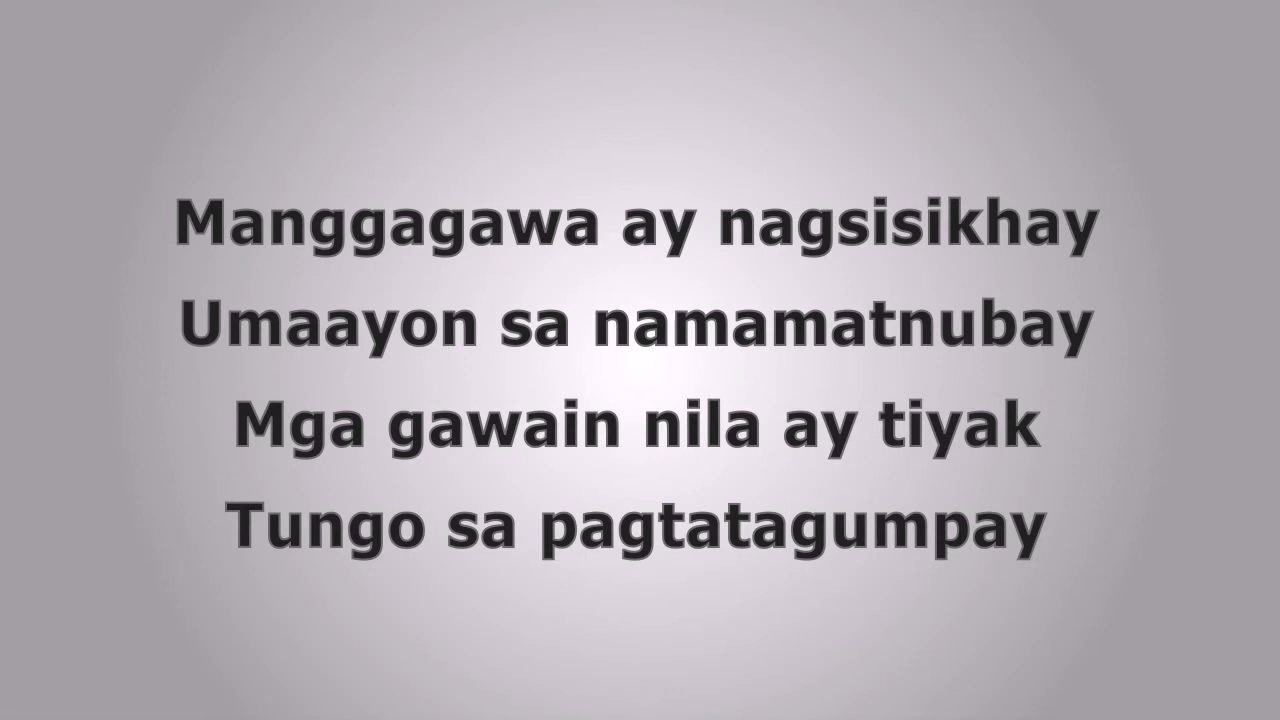 Manggagawa ay nagsisikhay
Umaayon sa namamatnubay
Mga gawain nila ay tiyak
Tungo sa pagtatagumpay